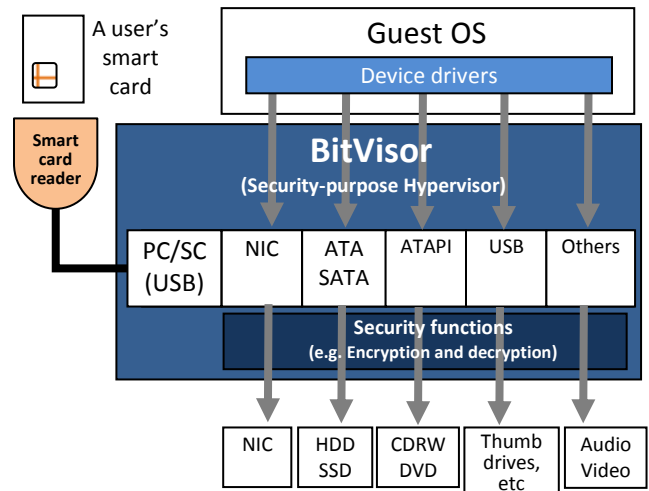 A user's
smart
card
Guest OS
Device drivers
Smart
card
reader
BitVisor
(Security-purpose Hypervisor)
PC/SC
(USB)
NIC
ATA
SATA
ATAPI
USB
Others
Security functions
(e.g. Encryption and decryption)
NIC
HDD
SSD
CDRW
DVD
Thumb
drives,
etc
Audio
Video